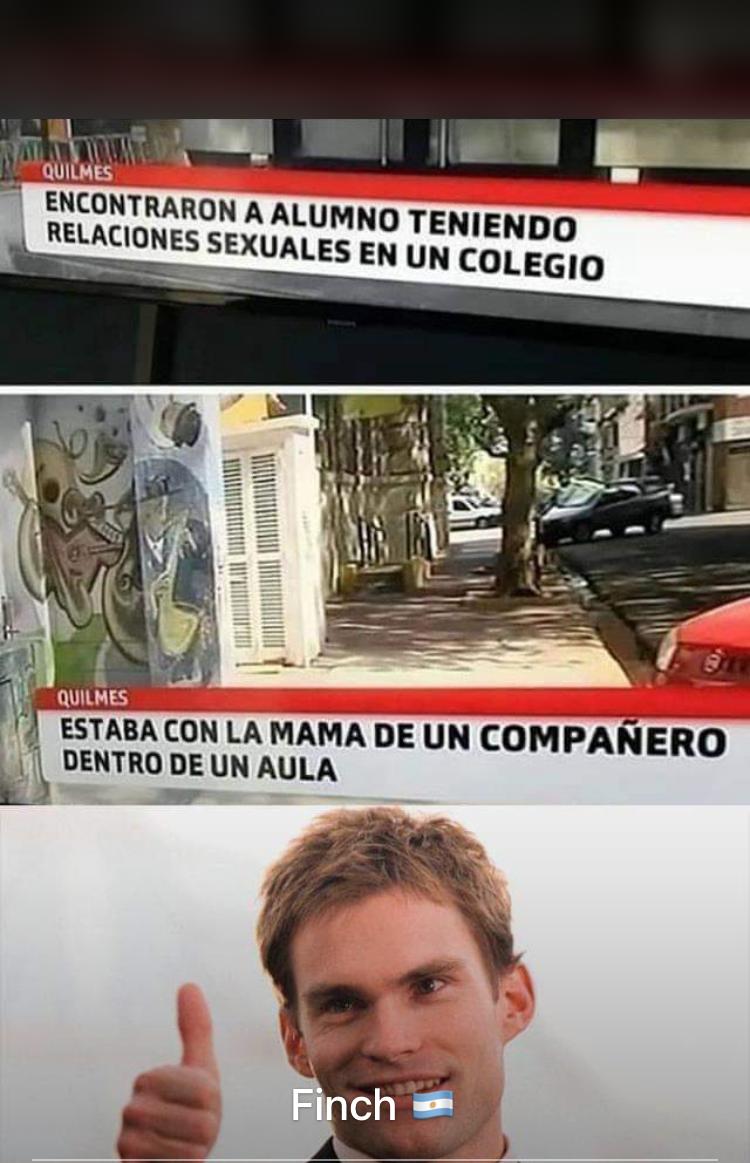 QUILMES
ENCONTRARON A ALUMNO TENIENDO
RELACIONES SEXUALES EN UN COLEGIO
QUILMES
ESTABA CON LA MAMA DE UN COMPAÑERO
DENTRO DE UN AULA
Finch 🇦🇷